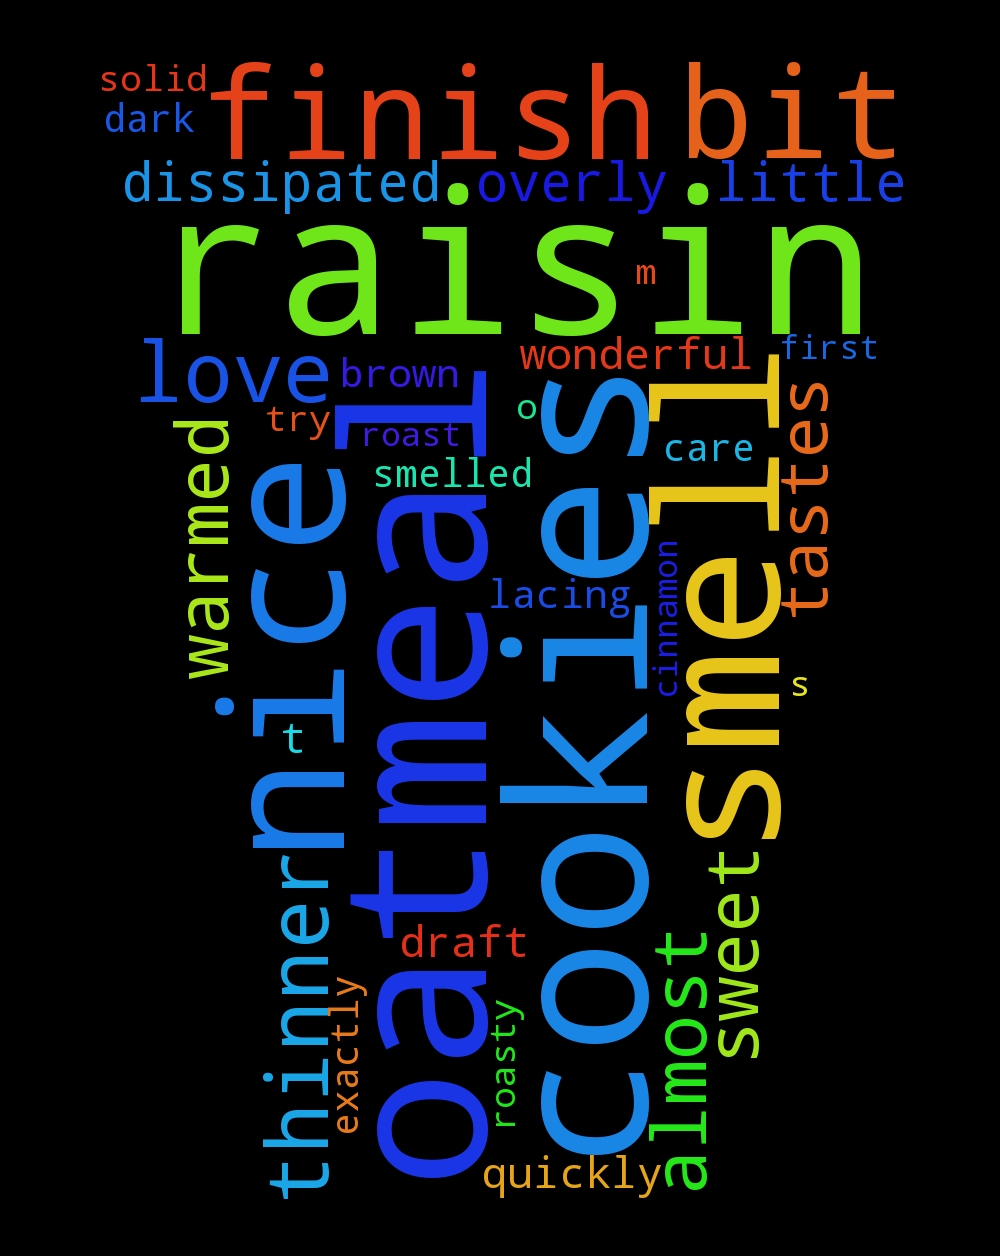 solid
finish
bit
dark
dissipated
overly
little
raisin
m
love
brown
wonderful
first
try
roast
o
care
smelled
warmed
nice
oatmeal
cookies
smell
tastes
lacing
cinnamon
s
t
thinner
draft
sweet
almost
exactly
roasty
quickly